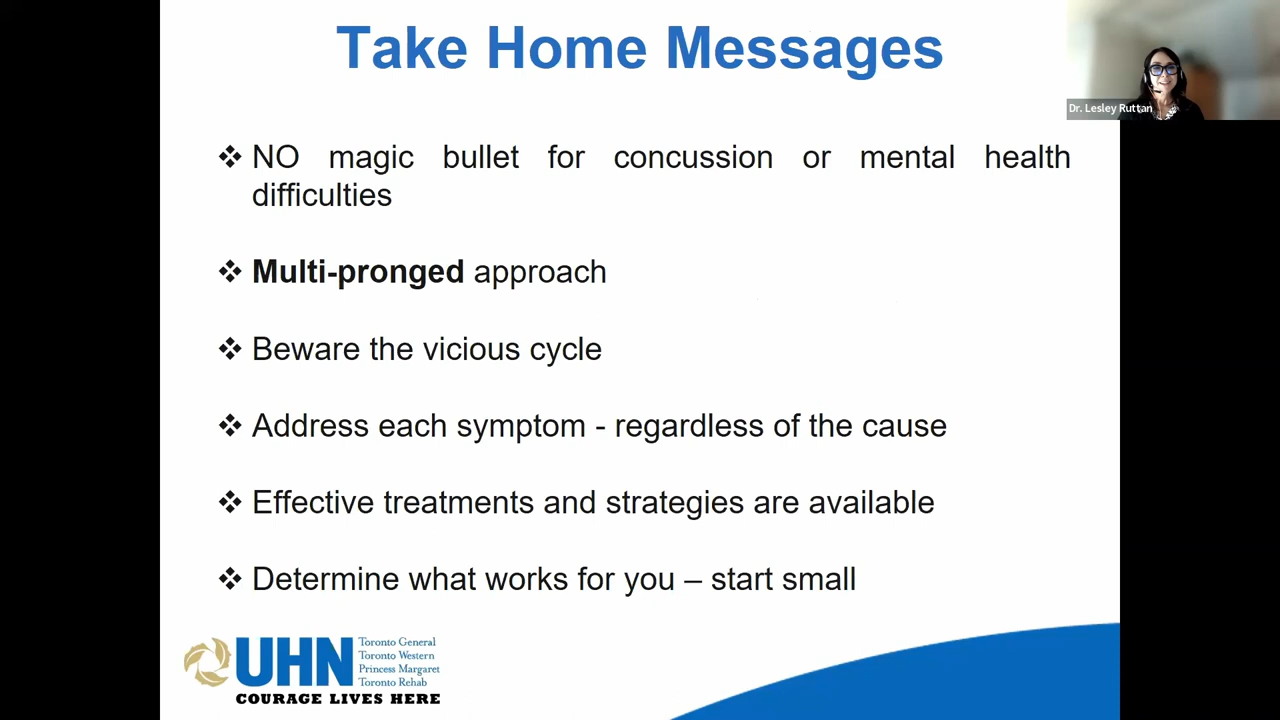 Take Home Messages
Dr. Lesley Ruttan
❖ NO magic bullet for concussion or mental health
difficulties
❖ Multi-pronged approach
❖ Beware the vicious cycle
❖ Address each symptom - regardless of the cause
❖ Effective treatments and strategies are available
❖ Determine what works for you – start small
UHN
Toronto General
Toronto Western
Princess Margaret
Toronto Rehab
COURAGE LIVES HERE